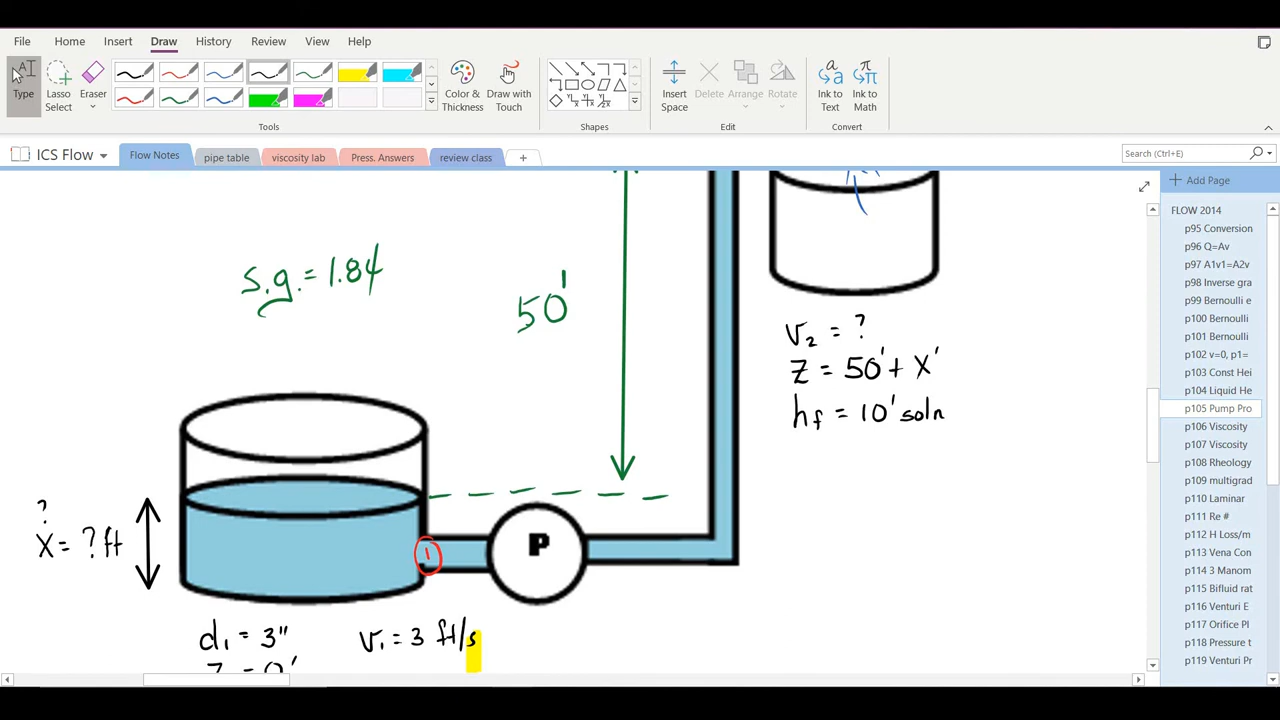 File Home Insert Draw History Review View Help
Type
Lasso Select
Eraser
Color & Thickness
Draw with Touch
Insert Space
Delete
Arrange
Rotate
Ink to Text
Ink to Math
Tools
Shapes
Edit
Convert
ICS Flow
Flow Notes
pipe table
viscosity lab
Press. Answers
review class
Search (Ctrl+E)
Add Page
FLOW 2014
p95 Conversion
p96 Q=Av
p97 A1v1=A2v
p98 Inverse gra
p99 Bernoulli e
p100 Bernoulli
p101 Bernoulli
p102 v=0, p1=
p103 Const Hei
p104 Liquid He
p105 Pump Pro
p106 Viscosity
p107 Viscosity
p108 Rheology
p109 multigrad
p110 Laminar
p111 Re #
p112 H Loss/m
p113 Vena Con
p114 3 Manom
p115 Bifluid rat
p116 Venturi E
p117 Orifice Pl
p118 Pressure t
p119 Venturi Pr
s.g. = 1.84
50'
v₂ = ?
Z = 50' + X'
hf = 10' soln
?
X = ? ft
1
P
d₁ = 3"
v₁ = 3 ft/s
Z = 0'